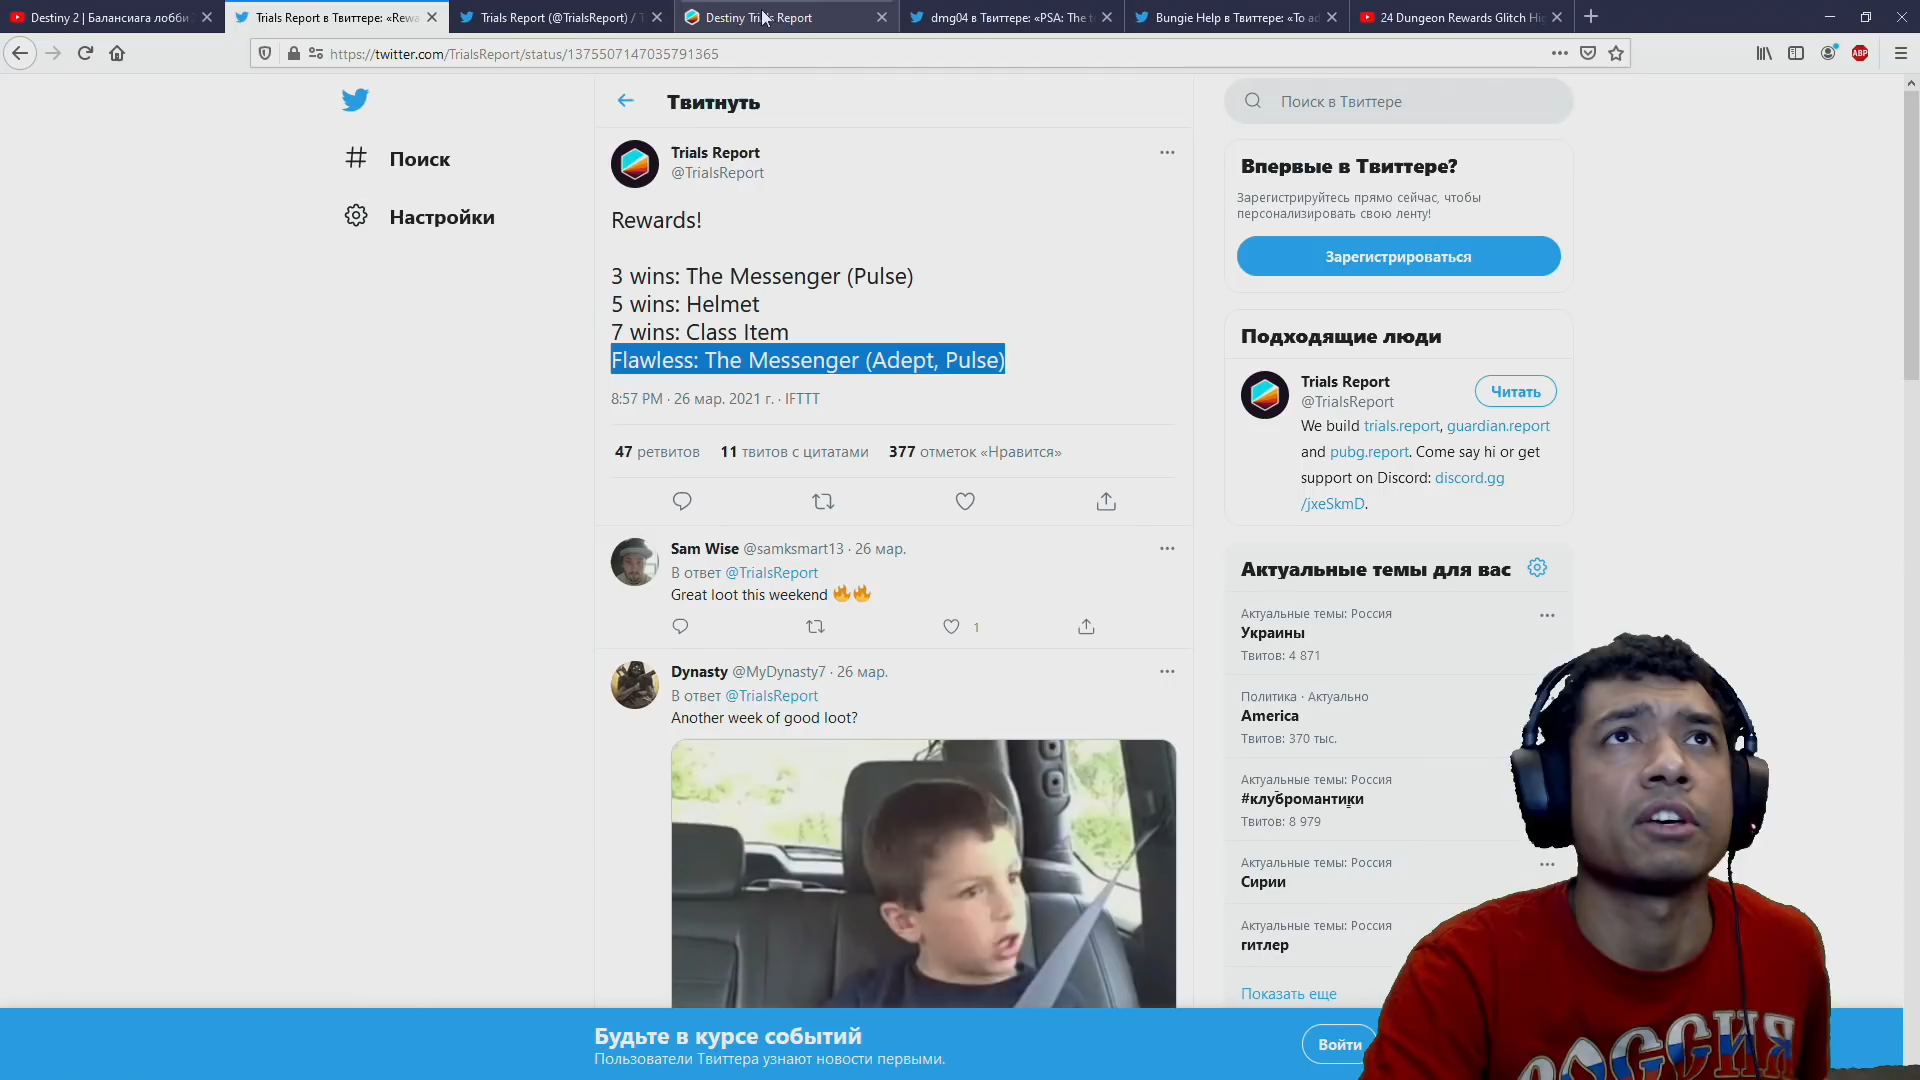 Destiny 2 | Балансиага лобби
Trials Report в Твиттере: «Rewa
Trials Report (@TrialsReport) / T
Destiny Trials Report
dmg04 в Твиттере: «PSA: The t
Bungie Help в Твиттере: «To ad
24 Dungeon Rewards Glitch Hi
https://twitter.com/TrialsReport/status/1375507147035791365
ABP
Поиск
Настройки
Твитнуть
Trials Report
@TrialsReport
Rewards!
3 wins: The Messenger (Pulse)
5 wins: Helmet
7 wins: Class Item
Flawless: The Messenger (Adept, Pulse)
8:57 PM · 26 мар. 2021 г. · IFTTT
47 ретвитов 11 твитов с цитатами 377 отметок «Нравится»
Sam Wise @samksmart13 · 26 мар.
В ответ @TrialsReport
Great loot this weekend 🔥🔥
1
Dynasty @MyDynasty7 · 26 мар.
В ответ @TrialsReport
Another week of good loot?
Поиск в Твиттере
Впервые в Твиттере?
Зарегистрируйтесь прямо сейчас, чтобы
персонализировать свою ленту!
Зарегистрироваться
Подходящие люди
Trials Report
@TrialsReport
Читать
We build trials.report, guardian.report
and pubg.report. Come say hi or get
support on Discord: discord.gg
/jxeSkmD.
Актуальные темы для вас
Актуальные темы: Россия
Украины
Твитов: 4 871
Политика · Актуально
America
Твитов: 370 тыс.
Актуальные темы: Россия
#клубромантики
Твитов: 8 979
Актуальные темы: Россия
Сирии
Актуальные темы: Россия
гитлер
Показать еще
Будьте в курсе событий
Пользователи Твиттера узнают новости первыми.
Войти